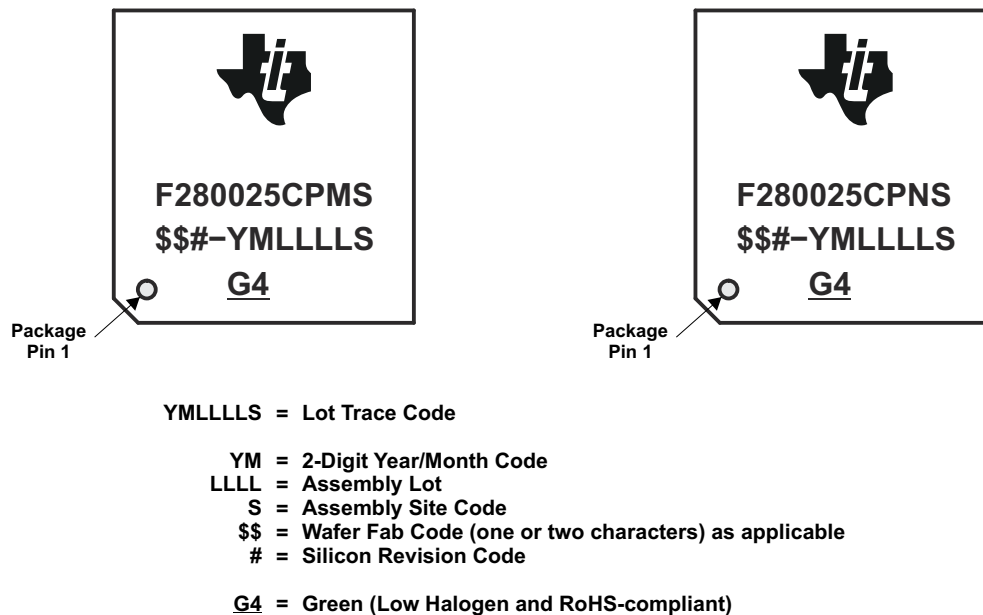 F280025CPMS
$$#−YMLLLLS
G4
Package
Pin 1
F280025CPNS
$$#−YMLLLLS
G4
Package
Pin 1
YMLLLLS = Lot Trace Code
YM = 2-Digit Year/Month Code
LLLL = Assembly Lot
S = Assembly Site Code
$$ = Wafer Fab Code (one or two characters) as applicable
# = Silicon Revision Code
G4 = Green (Low Halogen and RoHS-compliant)